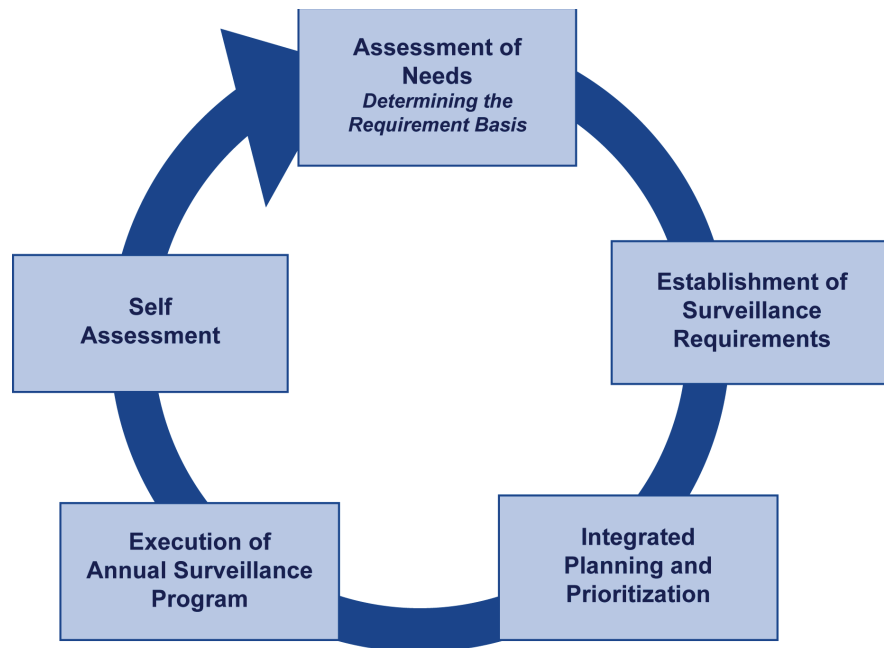 Assessment of
Needs
Determining the
Requirement Basis
Establishment of
Surveillance
Requirements
Integrated
Planning and
Prioritization
Execution of
Annual Surveillance
Program
Self
Assessment